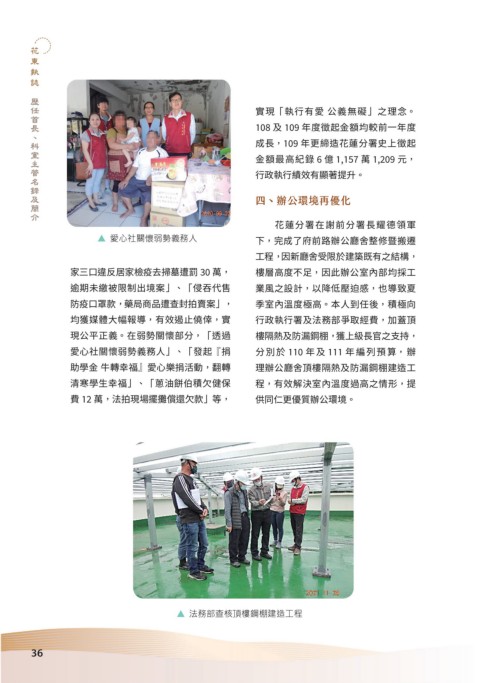 花東執誌
歷任首長、科室主管名錄及簡介
▲ 愛心社關懷弱勢義務人
家三口違反居家檢疫去掃墓遭罰 30 萬，
逾期未繳被限制出境案」、「侵吞代售
防疫口罩款，藥局商品遭查封拍賣案」，
均獲媒體大幅報導，有效遏止僥倖，實
現公平正義。在弱勢關懷部分，「透過
愛心社關懷弱勢義務人」、「發起『捐
助學金 牛轉幸福』愛心樂捐活動，翻轉
清寒學生幸福」、「蔥油餅伯積欠健保
費 12 萬，法拍現場擺攤償還欠款」等，
實現「執行有愛 公義無礙」之理念。
108 及 109 年度徵起金額均較前一年度
成長，109 年更締造花蓮分署史上徵起
金額最高紀錄 6 億 1,157 萬 1,209 元，
行政執行績效有顯著提升。
四、辦公環境再優化
花蓮分署在謝前分署長耀德領軍
下，完成了府前路辦公廳舍整修暨搬遷
工程，因新廳舍受限於建築既有之結構，
樓層高度不足，因此辦公室內部均採工
業風之設計，以降低壓迫感，也導致夏
季室內溫度極高。本人到任後，積極向
行政執行署及法務部爭取經費，加蓋頂
樓隔熱及防漏鋼棚，獲上級長官之支持，
分別於 110 年及 111 年編列預算，辦
理辦公廳舍頂樓隔熱及防漏鋼棚建造工
程，有效解決室內溫度過高之情形，提
供同仁更優質辦公環境。
▲ 法務部查核頂樓鋼棚建造工程
36